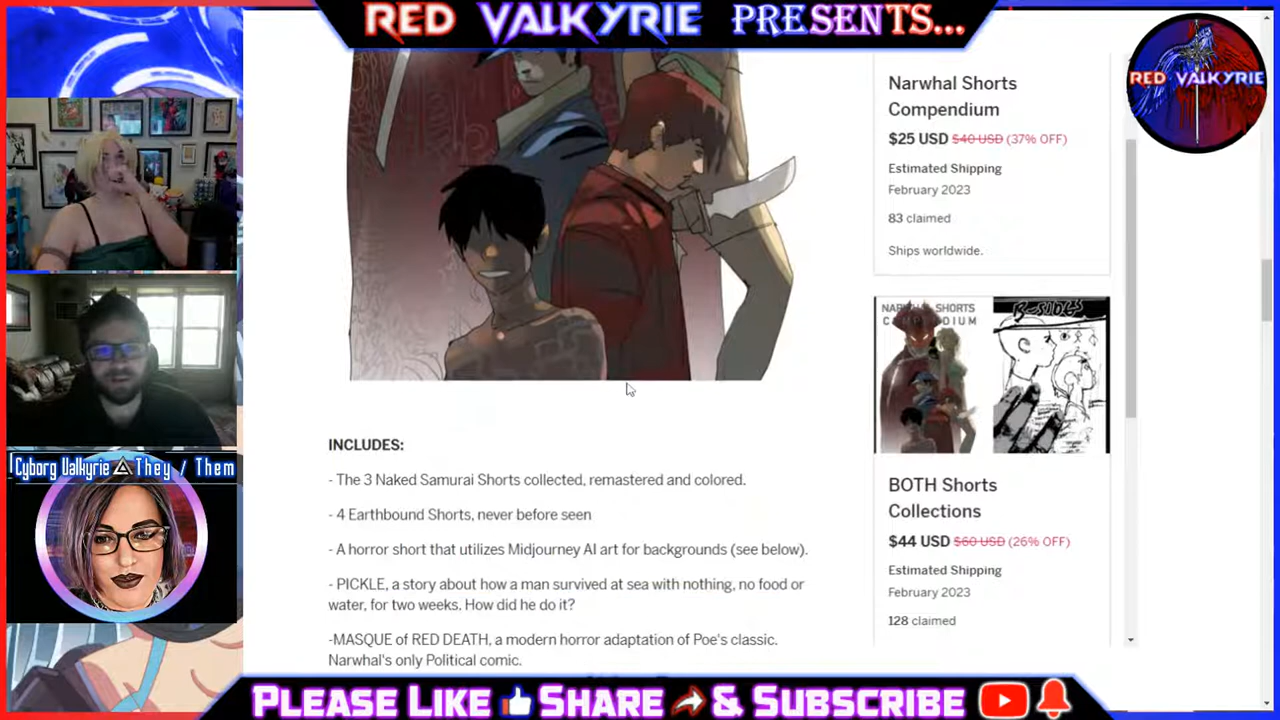 RED VALKYRIE PRESENTS...
RED VALKYRIE
Cyborg Valkyrie They / Them
INCLUDES:
- The 3 Naked Samurai Shorts collected, remastered and colored.
- 4 Earthbound Shorts, never before seen
- A horror short that utilizes Midjourney AI art for backgrounds (see below).
- PICKLE, a story about how a man survived at sea with nothing, no food or
water, for two weeks. How did he do it?
-MASQUE of RED DEATH, a modern horror adaptation of Poe's classic.
Narwhal's only Political comic.
Narwhal Shorts
Compendium
$25 USD $40 USD (37% OFF)
Estimated Shipping
February 2023
83 claimed
Ships worldwide.
NARWHAL SHORTS
COMPENDIUM
B-SIDES
BOTH Shorts
Collections
$44 USD $60 USD (26% OFF)
Estimated Shipping
February 2023
128 claimed
PLEASE LIKE SHARE & SUBSCRIBE